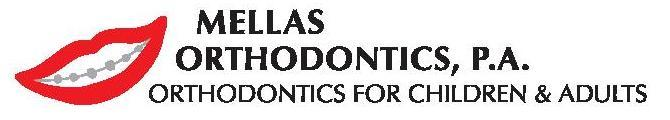 MELLAS
ORTHODONTICS, P.A.
ORTHODONTICS FOR CHILDREN & ADULTS